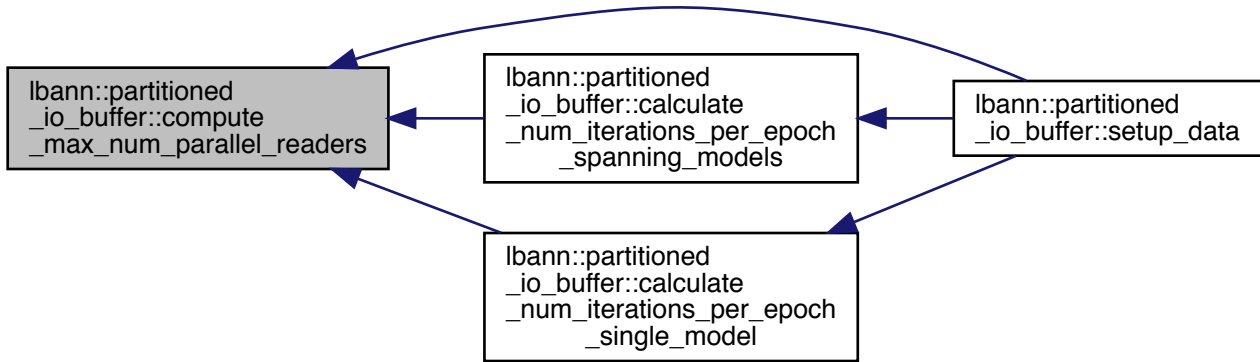 lbann::partitioned
_io_buffer::compute
_max_num_parallel_readers
lbann::partitioned
_io_buffer::calculate
_num_iterations_per_epoch
_spanning_models
lbann::partitioned
_io_buffer::setup_data
lbann::partitioned
_io_buffer::calculate
_num_iterations_per_epoch
_single_model